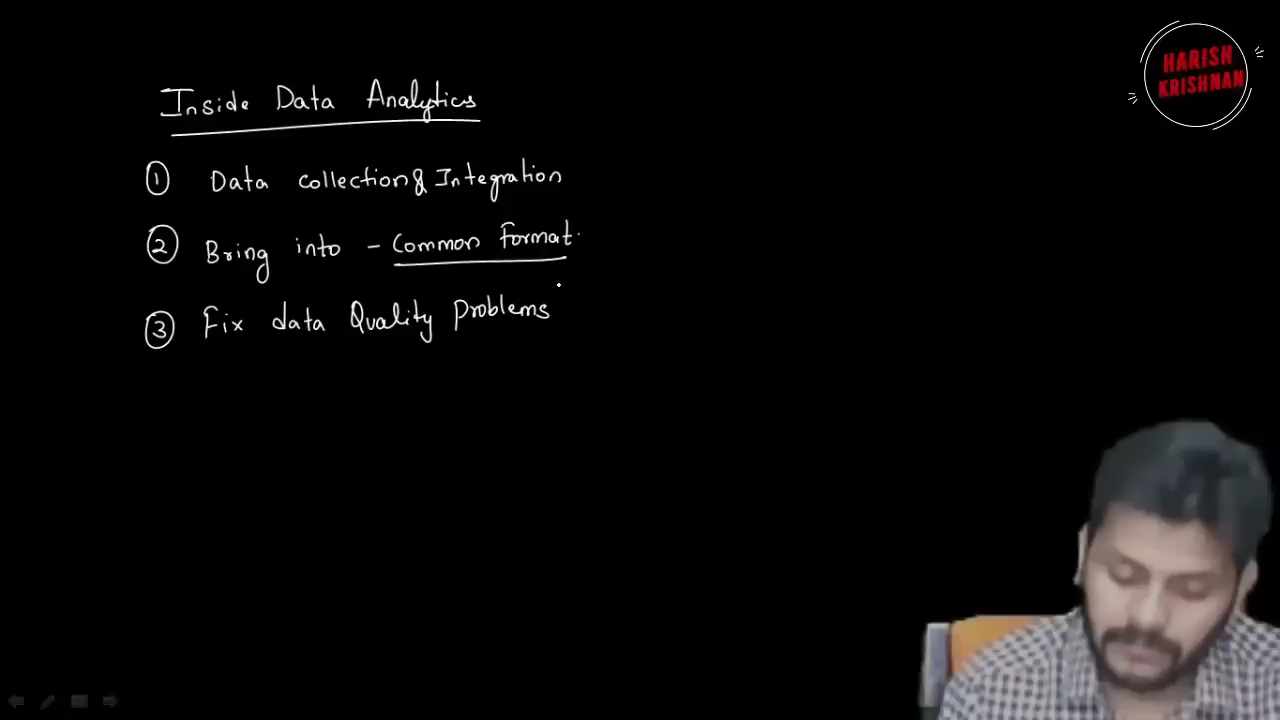 Inside Data Analytics
① Data collection & Integration
② Bring into - Common format.
③ Fix data Quality problems
HARISH
KRISHNAN